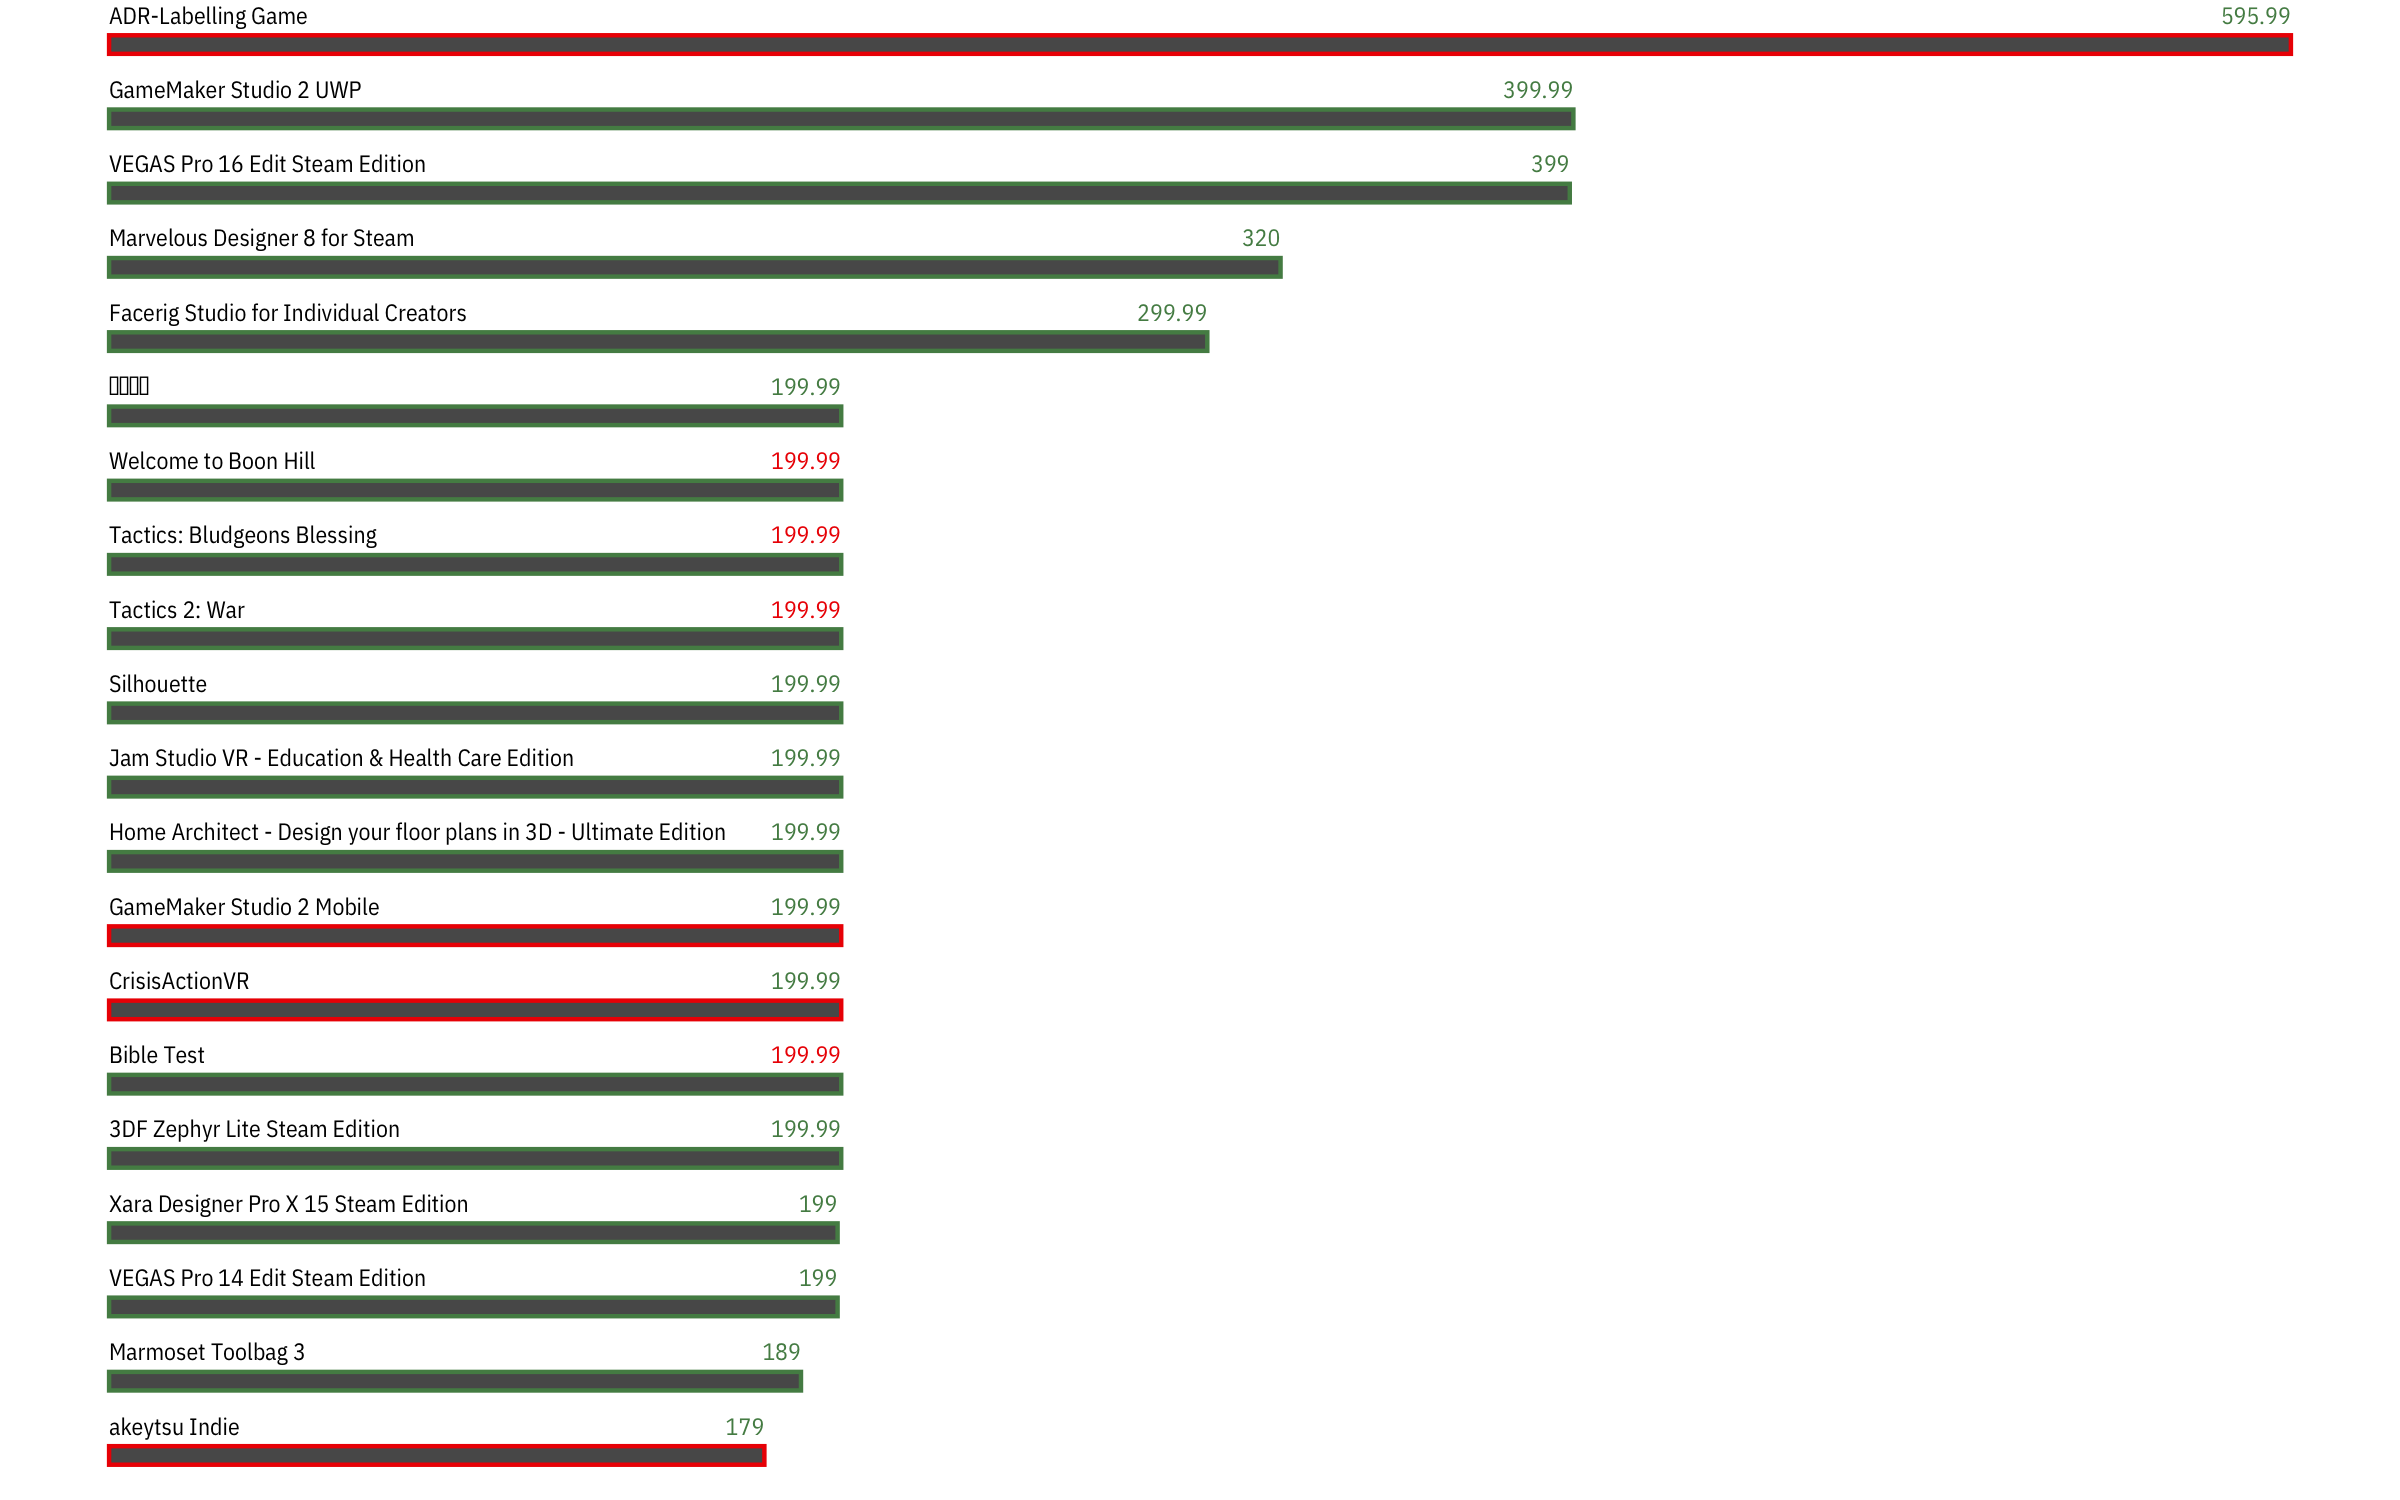 ADR-Labelling Game 595.99
GameMaker Studio 2 UWP 399.99
VEGAS Pro 16 Edit Steam Edition 399
Marvelous Designer 8 for Steam 320
Facerig Studio for Individual Creators 299.99
199.99
Welcome to Boon Hill 199.99
Tactics: Bludgeons Blessing 199.99
Tactics 2: War 199.99
Silhouette 199.99
Jam Studio VR - Education & Health Care Edition 199.99
Home Architect - Design your floor plans in 3D - Ultimate Edition 199.99
GameMaker Studio 2 Mobile 199.99
CrisisActionVR 199.99
Bible Test 199.99
3DF Zephyr Lite Steam Edition 199.99
Xara Designer Pro X 15 Steam Edition 199
VEGAS Pro 14 Edit Steam Edition 199
Marmoset Toolbag 3 189
akeytsu Indie 179